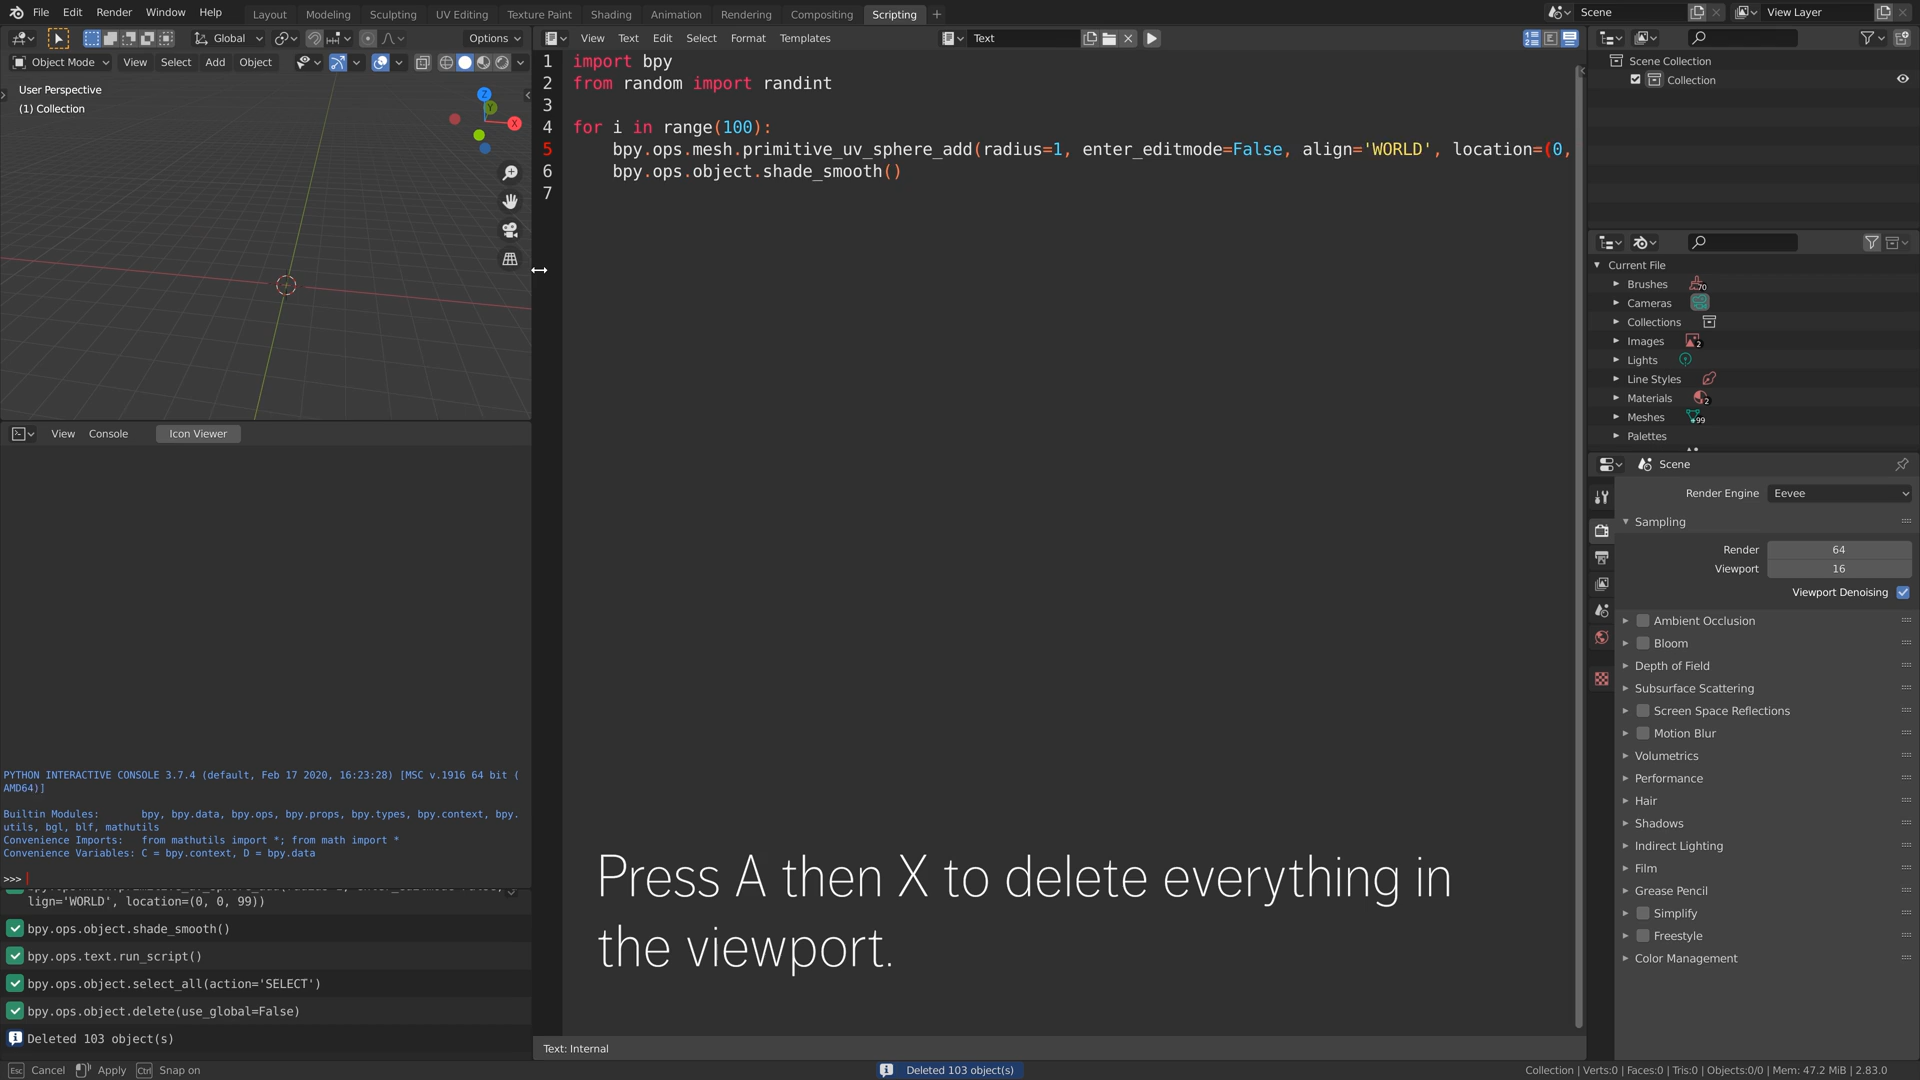 File Edit Render Window Help Layout Modeling Sculpting UV Editing Texture Paint Shading Animation Rendering Compositing Scripting + Scene View Layer
Global Options
Object Mode View Select Add Object
User Perspective
(1) Collection
Z
Y
X
View Text Edit Select Format Templates Text
1 import bpy
2 from random import randint
3
4 for i in range(100):
5 bpy.ops.mesh.primitive_uv_sphere_add(radius=1, enter_editmode=False, align='WORLD', location=(0,
6 bpy.ops.object.shade_smooth()
7
Press A then X to delete everything in
the viewport.
Text: Internal
View Console Icon Viewer
PYTHON INTERACTIVE CONSOLE 3.7.4 (default, Feb 17 2020, 16:23:28) [MSC v.1916 64 bit (
AMD64)]
Builtin Modules: bpy, bpy.data, bpy.ops, bpy.props, bpy.types, bpy.context, bpy.
utils, bgl, blf, mathutils
Convenience Imports: from mathutils import *; from math import *
Convenience Variables: C = bpy.context, D = bpy.data
>>>
lign='WORLD', location=(0, 0, 99))
bpy.ops.object.shade_smooth()
bpy.ops.text.run_script()
bpy.ops.object.select_all(action='SELECT')
bpy.ops.object.delete(use_global=False)
Deleted 103 object(s)
Scene Collection
Collection
Current File
Brushes 70
Cameras
Collections
Images 2
Lights
Line Styles
Materials 2
Meshes 99
Palettes
Scene
Render Engine Eevee
Sampling
Render 64
Viewport 16
Viewport Denoising
Ambient Occlusion
Bloom
Depth of Field
Subsurface Scattering
Screen Space Reflections
Motion Blur
Volumetrics
Performance
Hair
Shadows
Indirect Lighting
Film
Grease Pencil
Simplify
Freestyle
Color Management
Esc Cancel Apply Ctrl Snap on Deleted 103 object(s) Collection | Verts:0 | Faces:0 | Tris:0 | Objects:0/0 | Mem: 47.2 MiB | 2.83.0